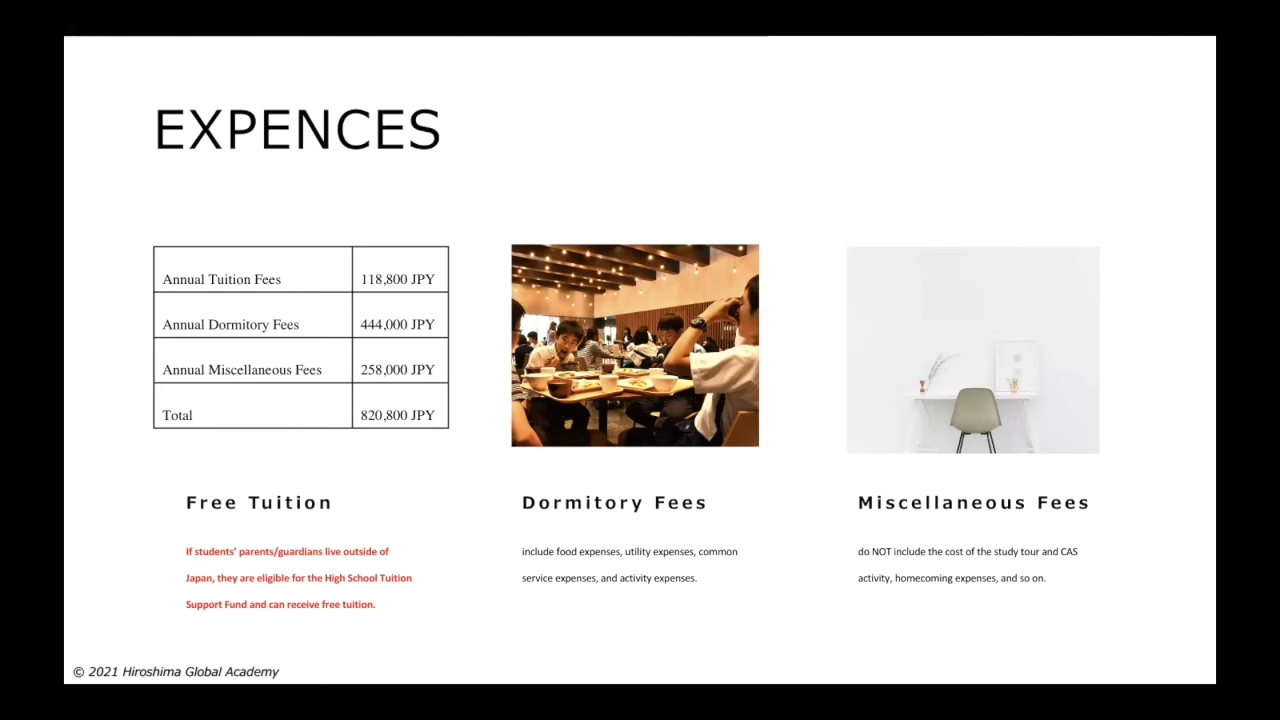 EXPENCES
Annual Tuition Fees 118,800 JPY
Annual Dormitory Fees 444,000 JPY
Annual Miscellaneous Fees 258,000 JPY
Total 820,800 JPY
Free Tuition
If students’ parents/guardians live outside of
Japan, they are eligible for the High School Tuition
Support Fund and can receive free tuition.
Dormitory Fees
include food expenses, utility expenses, common
service expenses, and activity expenses.
Miscellaneous Fees
do NOT include the cost of the study tour and CAS
activity, homecoming expenses, and so on.
© 2021 Hiroshima Global Academy